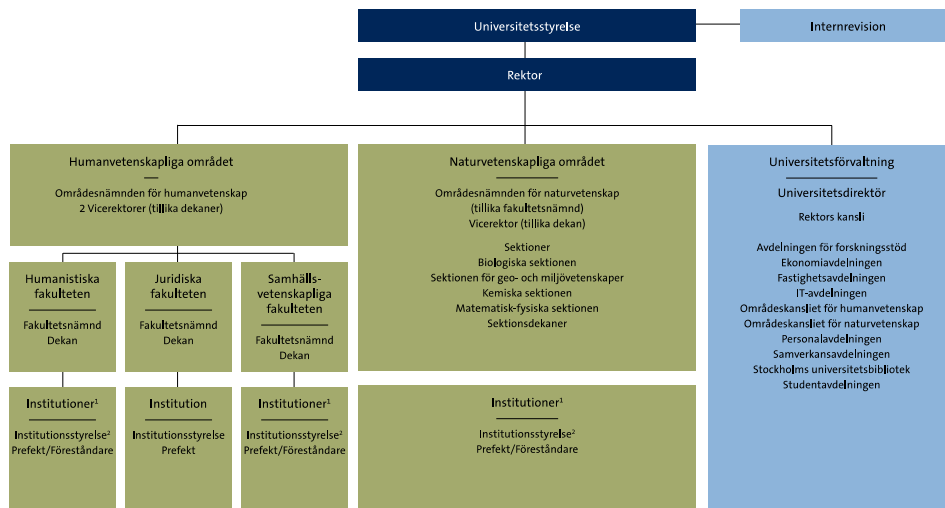 Universitetsstyrelse
Internrevision
Rektor
Humanvetenskapliga området
Områdesnämnden för humanvetenskap
2 Vicerektorer (tillika dekaner)
Humanistiska
fakulteten
Fakultetsnämnd
Dekan
Juridiska
fakulteten
Fakultetsnämnd
Dekan
Samhälls-
vetenskapliga
fakulteten
Fakultetsnämnd
Dekan
Institutioner¹
Institutionsstyrelse²
Prefekt/Föreståndare
Institution
Institutionsstyrelse
Prefekt
Institutioner¹
Institutionsstyrelse²
Prefekt/Föreståndare
Naturvetenskapliga området
Områdesnämnden för naturvetenskap
(tillika fakultetsnämnd)
Vicerektor (tillika dekan)
Sektioner
Biologiska sektionen
Sektionen för geo- och miljövetenskaper
Kemiska sektionen
Matematisk-fysiska sektionen
Sektionsdekaner
Institutioner¹
Institutionsstyrelse²
Prefekt/Föreståndare
Universitetsförvaltning
Universitetsdirektör
Rektors kansli
Avdelningen för forskningsstöd
Ekonomiavdelningen
Fastighetsavdelningen
IT-avdelningen
Områdeskansliet för humanvetenskap
Områdeskansliet för naturvetenskap
Personalavdelningen
Samverkansavdelningen
Stockholms universitetsbibliotek
Studentavdelningen